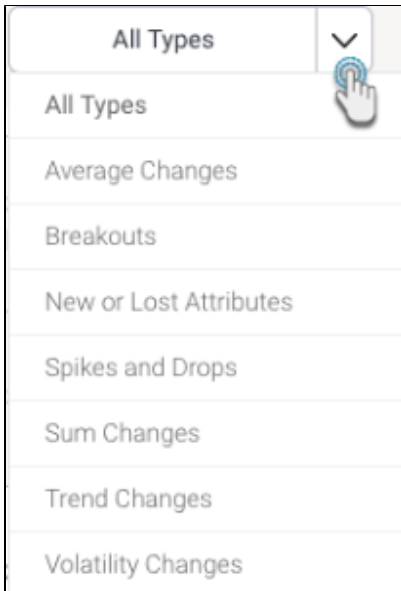 All Types
All Types
Average Changes
Breakouts
New or Lost Attributes
Spikes and Drops
Sum Changes
Trend Changes
Volatility Changes